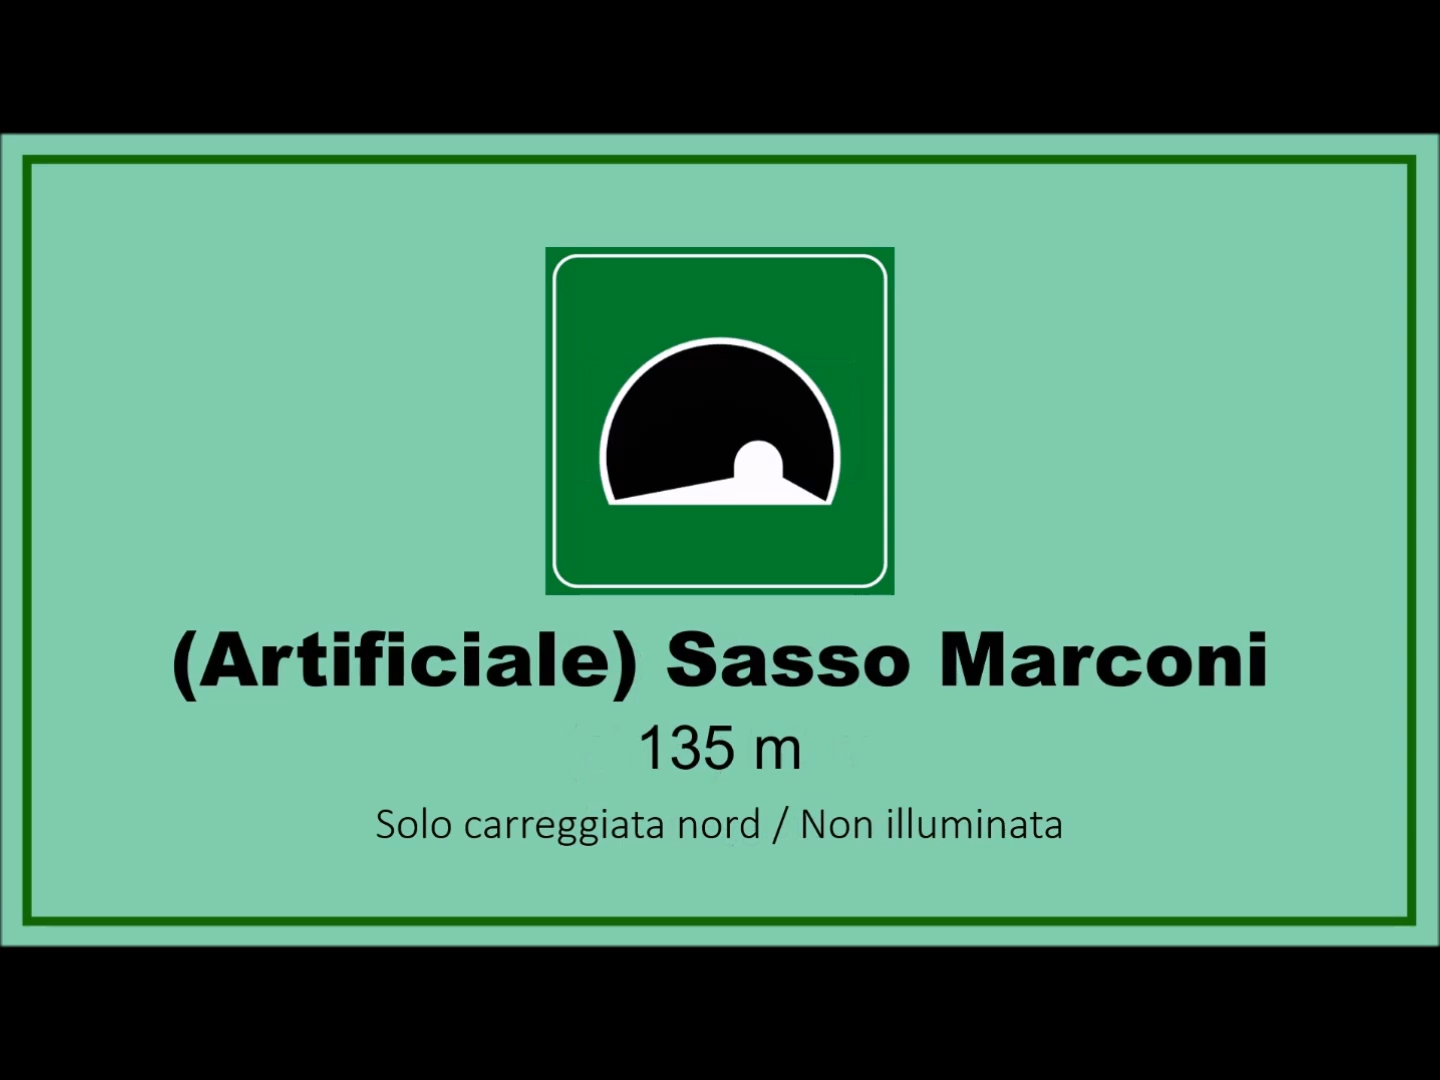 (Artificiale) Sasso Marconi
135 m
Solo carreggiata nord / Non illuminata